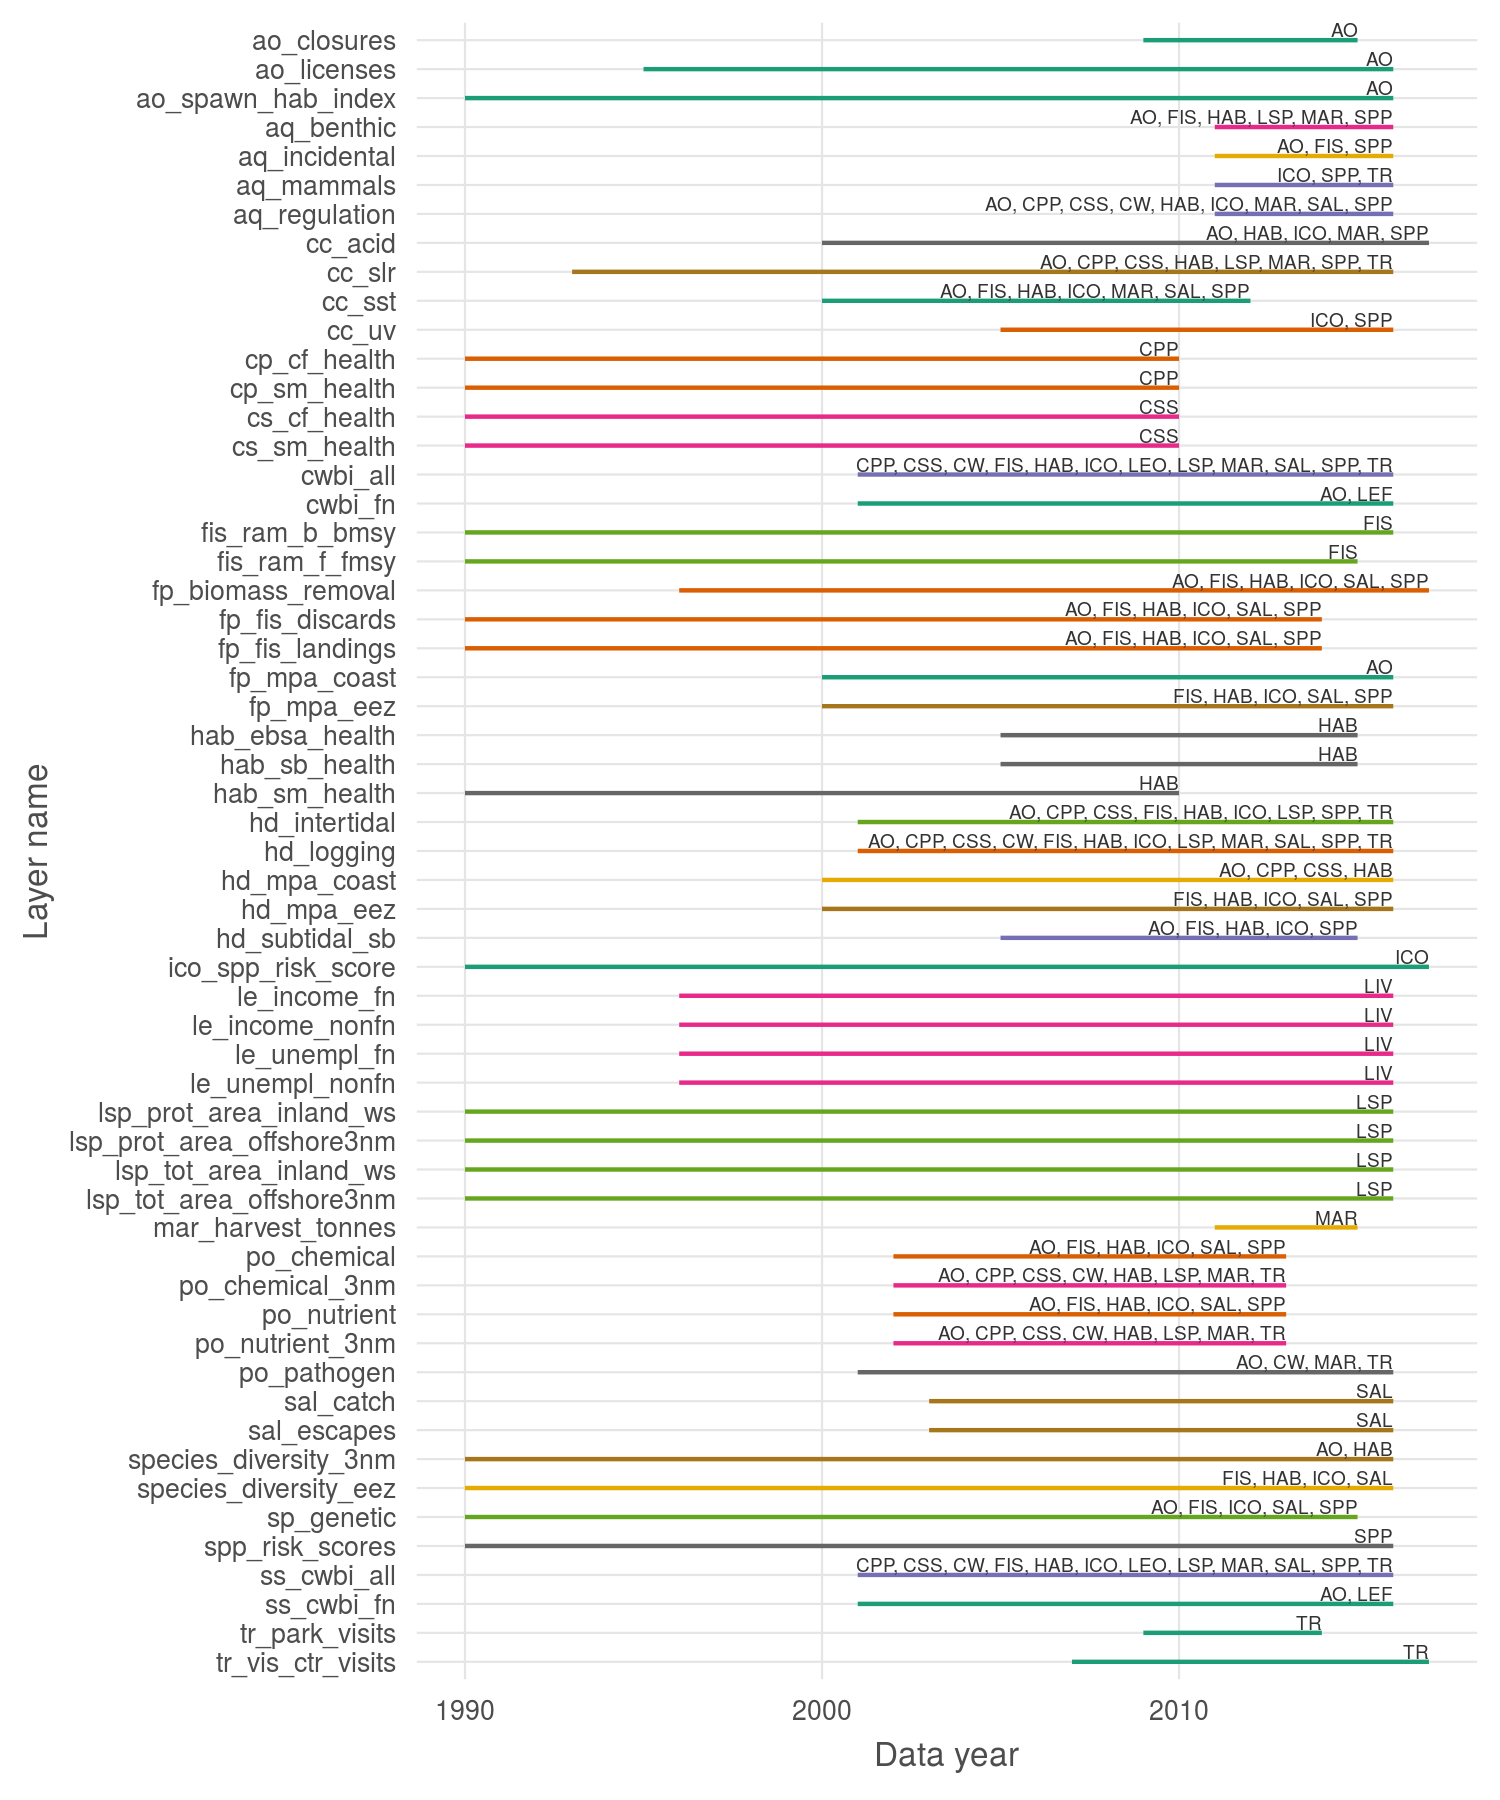 ao_closures AO
ao_licenses AO
ao_spawn_hab_index AO
aq_benthic AO, FIS, HAB, LSP, MAR, SPP
aq_incidental AO, FIS, SPP
aq_mammals ICO, SPP, TR
aq_regulation AO, CPP, CSS, CW, HAB, ICO, MAR, SAL, SPP
cc_acid AO, HAB, ICO, MAR, SPP
cc_slr AO, CPP, CSS, HAB, LSP, MAR, SPP, TR
cc_sst AO, FIS, HAB, ICO, MAR, SAL, SPP
cc_uv ICO, SPP
cp_cf_health CPP
cp_sm_health CPP
cs_cf_health CSS
cs_sm_health CSS
cwbi_all CPP, CSS, CW, FIS, HAB, ICO, LEO, LSP, MAR, SAL, SPP, TR
cwbi_fn AO, LEF
fis_ram_b_bmsy FIS
fis_ram_f_fmsy FIS
fp_biomass_removal AO, FIS, HAB, ICO, SAL, SPP
fp_fis_discards AO, FIS, HAB, ICO, SAL, SPP
fp_fis_landings AO, FIS, HAB, ICO, SAL, SPP
fp_mpa_coast AO
fp_mpa_eez FIS, HAB, ICO, SAL, SPP
hab_ebsa_health HAB
hab_sb_health HAB
hab_sm_health HAB
hd_intertidal AO, CPP, CSS, FIS, HAB, ICO, LSP, SPP, TR
hd_logging AO, CPP, CSS, CW, FIS, HAB, ICO, LSP, MAR, SAL, SPP, TR
hd_mpa_coast AO, CPP, CSS, HAB
hd_mpa_eez FIS, HAB, ICO, SAL, SPP
hd_subtidal_sb AO, FIS, HAB, ICO, SPP
ico_spp_risk_score ICO
le_income_fn LIV
le_income_nonfn LIV
le_unempl_fn LIV
le_unempl_nonfn LIV
lsp_prot_area_inland_ws LSP
lsp_prot_area_offshore3nm LSP
lsp_tot_area_inland_ws LSP
lsp_tot_area_offshore3nm LSP
mar_harvest_tonnes MAR
po_chemical AO, FIS, HAB, ICO, SAL, SPP
po_chemical_3nm AO, CPP, CSS, CW, HAB, LSP, MAR, TR
po_nutrient AO, FIS, HAB, ICO, SAL, SPP
po_nutrient_3nm AO, CPP, CSS, CW, HAB, LSP, MAR, TR
po_pathogen AO, CW, MAR, TR
sal_catch SAL
sal_escapes SAL
species_diversity_3nm AO, HAB
species_diversity_eez FIS, HAB, ICO, SAL
sp_genetic AO, FIS, ICO, SAL, SPP
spp_risk_scores SPP
ss_cwbi_all CPP, CSS, CW, FIS, HAB, ICO, LEO, LSP, MAR, SAL, SPP, TR
ss_cwbi_fn AO, LEF
tr_park_visits TR
tr_vis_ctr_visits TR
1990 2000 2010
Data year
Layer name